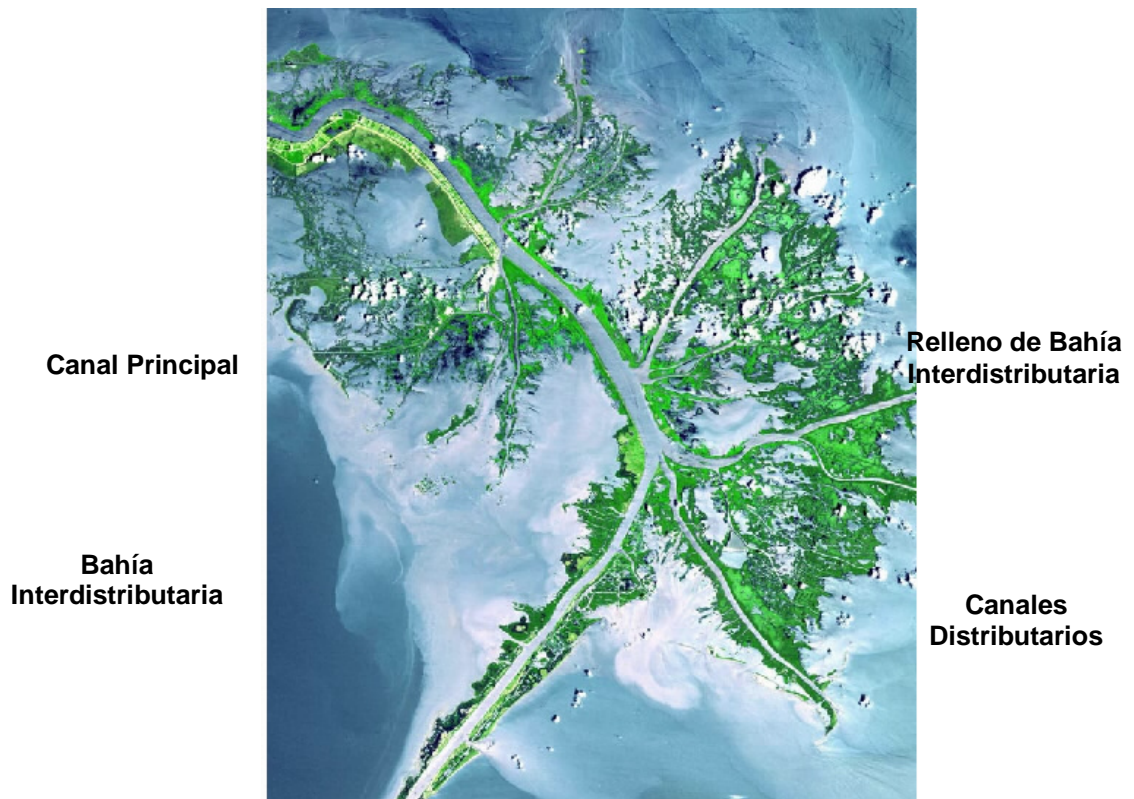 Canal Principal
Relleno de Bahía
Interdistributaria
Bahía
Interdistributaria
Canales
Distributarios